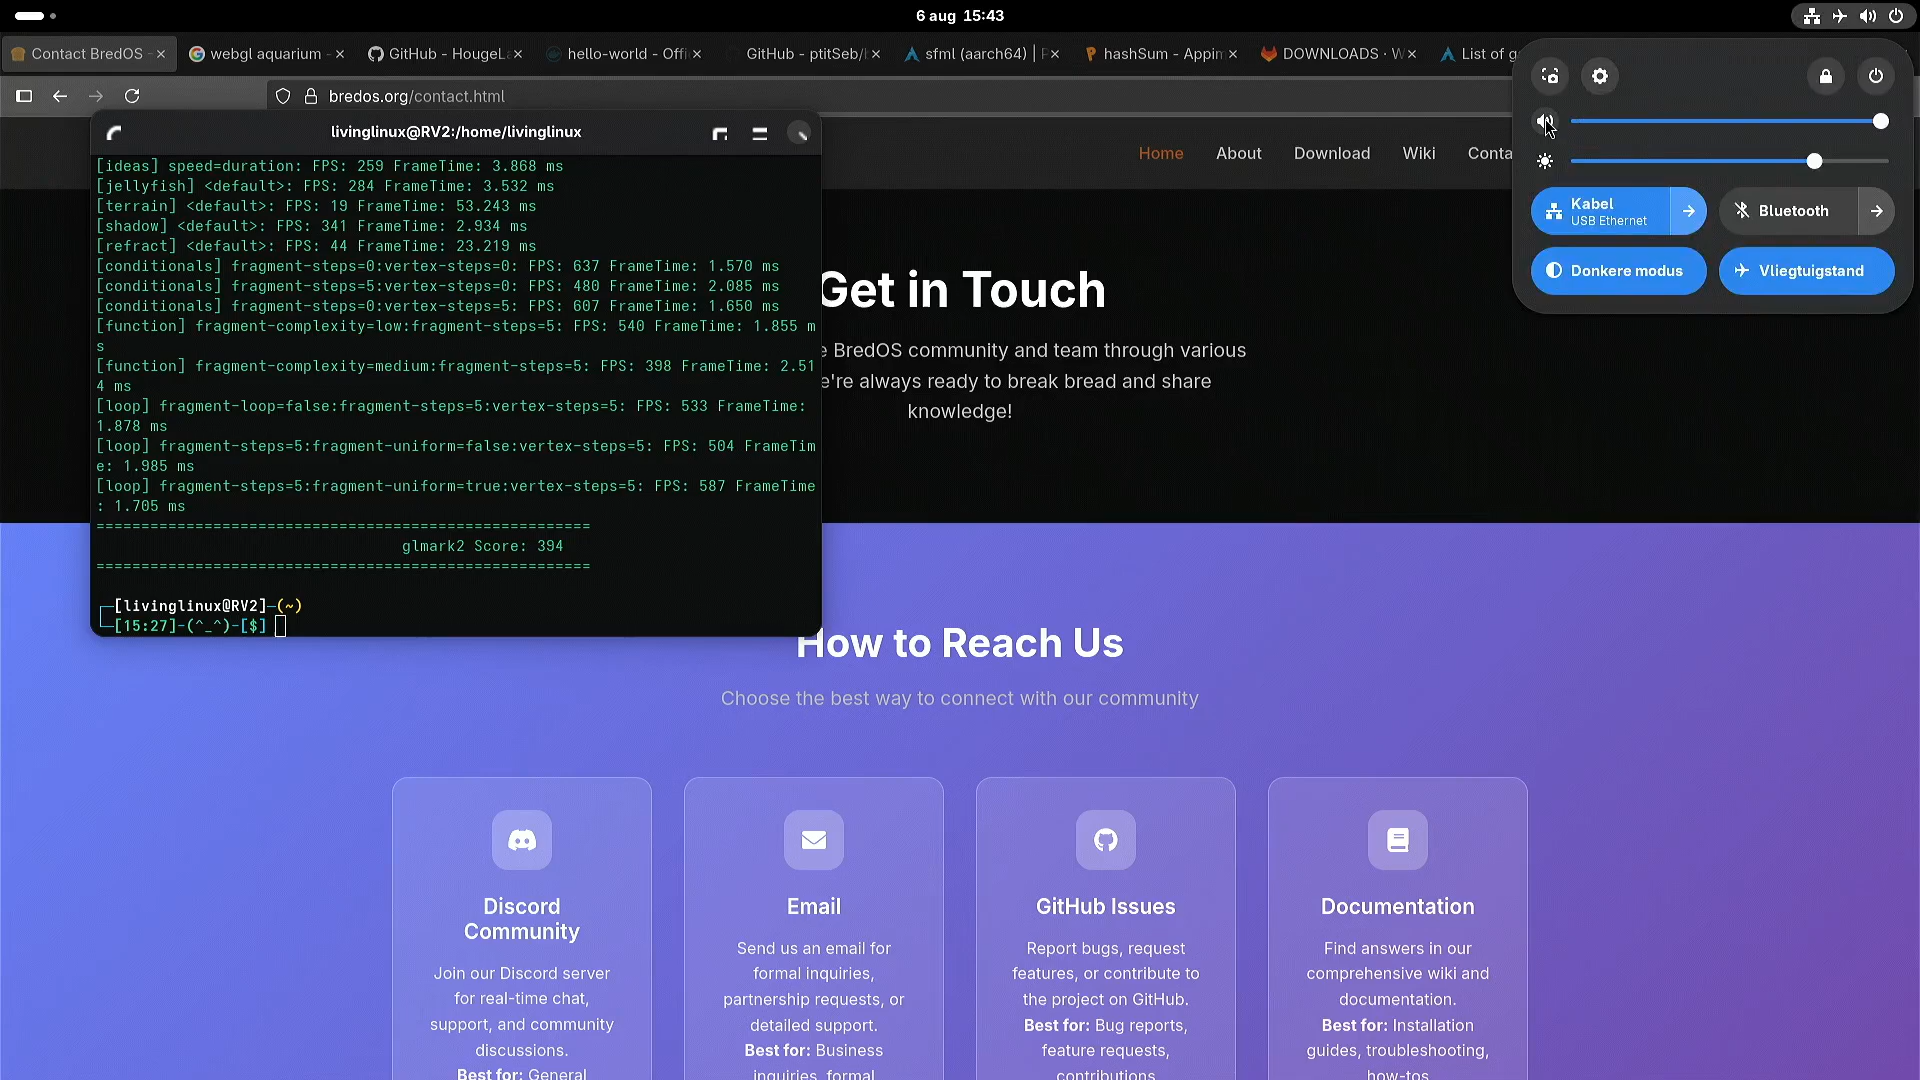 6 aug 15:43
Contact BredOS -
webgl aquarium -
GitHub - HougeL
hello-world - Offi
GitHub - ptitSeb/
sfml (aarch64) |
hashSum - Appim
DOWNLOADS · W
List of
bredos.org/contact.html
livinglinux@RV2:/home/livinglinux
[ideas] speed=duration: FPS: 259 FrameTime: 3.868 ms
[jellyfish] <default>: FPS: 284 FrameTime: 3.532 ms
[terrain] <default>: FPS: 19 FrameTime: 53.243 ms
[shadow] <default>: FPS: 341 FrameTime: 2.934 ms
[refract] <default>: FPS: 44 FrameTime: 23.219 ms
[conditionals] fragment-steps=0:vertex-steps=0: FPS: 637 FrameTime: 1.570 ms
[conditionals] fragment-steps=5:vertex-steps=0: FPS: 480 FrameTime: 2.085 ms
[conditionals] fragment-steps=0:vertex-steps=5: FPS: 607 FrameTime: 1.650 ms
[function] fragment-complexity=low:fragment-steps=5: FPS: 540 FrameTime: 1.855 m
s
[function] fragment-complexity=medium:fragment-steps=5: FPS: 398 FrameTime: 2.51
4 ms
[loop] fragment-loop=false:fragment-steps=5:vertex-steps=5: FPS: 533 FrameTime:
1.878 ms
[loop] fragment-steps=5:fragment-uniform=false:vertex-steps=5: FPS: 504 FrameTim
e: 1.985 ms
[loop] fragment-steps=5:fragment-uniform=true:vertex-steps=5: FPS: 587 FrameTime
: 1.705 ms
=======================================================
glmark2 Score: 394
=======================================================
[livinglinux@RV2]-(~)
[15:27]-(^_^)-[$]
Home About Download Wiki Conta
Kabel
USB Ethernet
Bluetooth
Donkere modus
Vliegtuigstand
Get in Touch
BredOS community and team through various
e're always ready to break bread and share
knowledge!
How to Reach Us
Choose the best way to connect with our community
Discord
Community
Join our Discord server
for real-time chat,
support, and community
discussions.
Best for: General
Email
Send us an email for
formal inquiries,
partnership requests, or
detailed support.
Best for: Business
inquiries, formal
GitHub Issues
Report bugs, request
features, or contribute to
the project on GitHub.
Best for: Bug reports,
feature requests,
contributions
Documentation
Find answers in our
comprehensive wiki and
documentation.
Best for: Installation
guides, troubleshooting,
how-tos